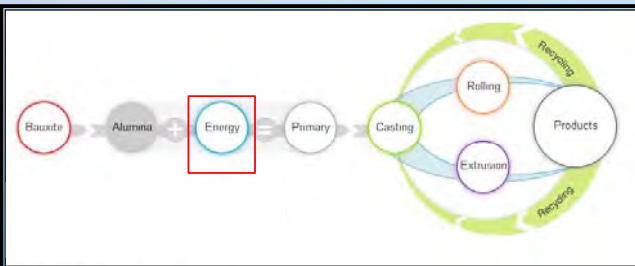 Recycling
Rolling
Bauxite
Alumina
+
Energy
=
Primary
Casting
Products
Extrusion
Recycling